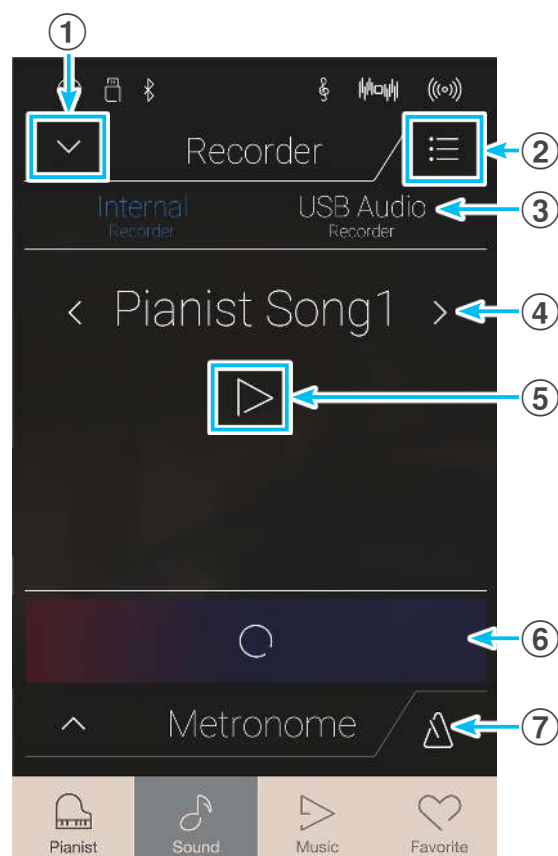 ①
Recorder
②
Internal
Recorder
USB Audio
Recorder
③
Pianist Song1
④
⑤
⑥
Metronome
⑦
Pianist
Sound
Music
Favorite